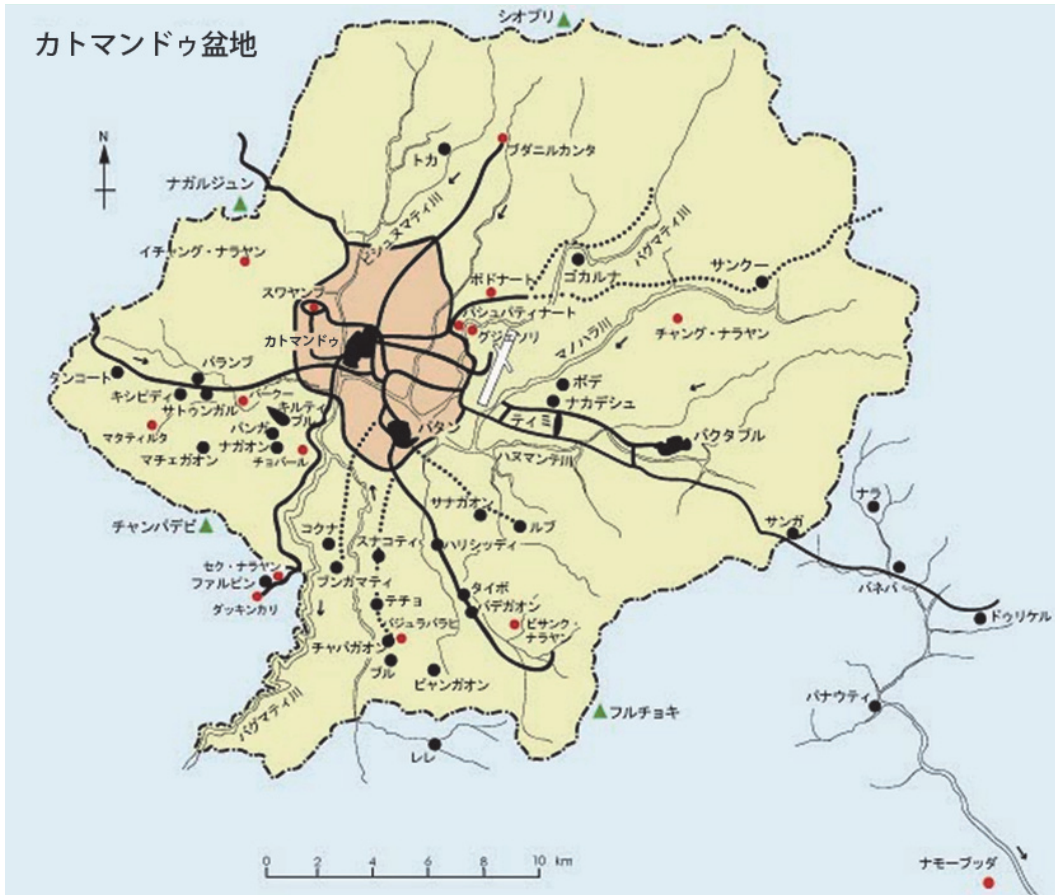 シオプリ
カトマンドゥ盆地
N
トカ
ブダニルカンタ
ナガルジュン
ビシュヌマティ川
バグマティ川
イチャング・ナラヤン
ゴカルナ
サンクー
ボドナート
スワヤンブー
パシュパティナート
グジェソリ
チャング・ナラヤン
カトマンドゥ
マノハラ川
バランブ
タンコート
ボデ
キシピディ
サトゥンガル
バークー
キルティプル
ナカデシュ
ティミ
パタン
バクタプル
マタティルタ
パンガ
ナガオン
マチェガオン
チョバール
ハヌマンテ川
サナガオン
ルブ
ナラ
チャンパデビ
コクナ
スナコティ
ハリシッディ
サンガ
セク・ナラヤン
ファルピン
ブンガマティ
バネパ
ダッキンカリ
テチョ
タイボ
バデガオン
ドゥリケル
バジュラバラヒ
ビサンク・
ナラヤン
チャパガオン
ブル
ピャンガオン
パナウティ
フルチョキ
バグマティ川
レレ
0 2 4 6 8 10 km
ナモーブッダ